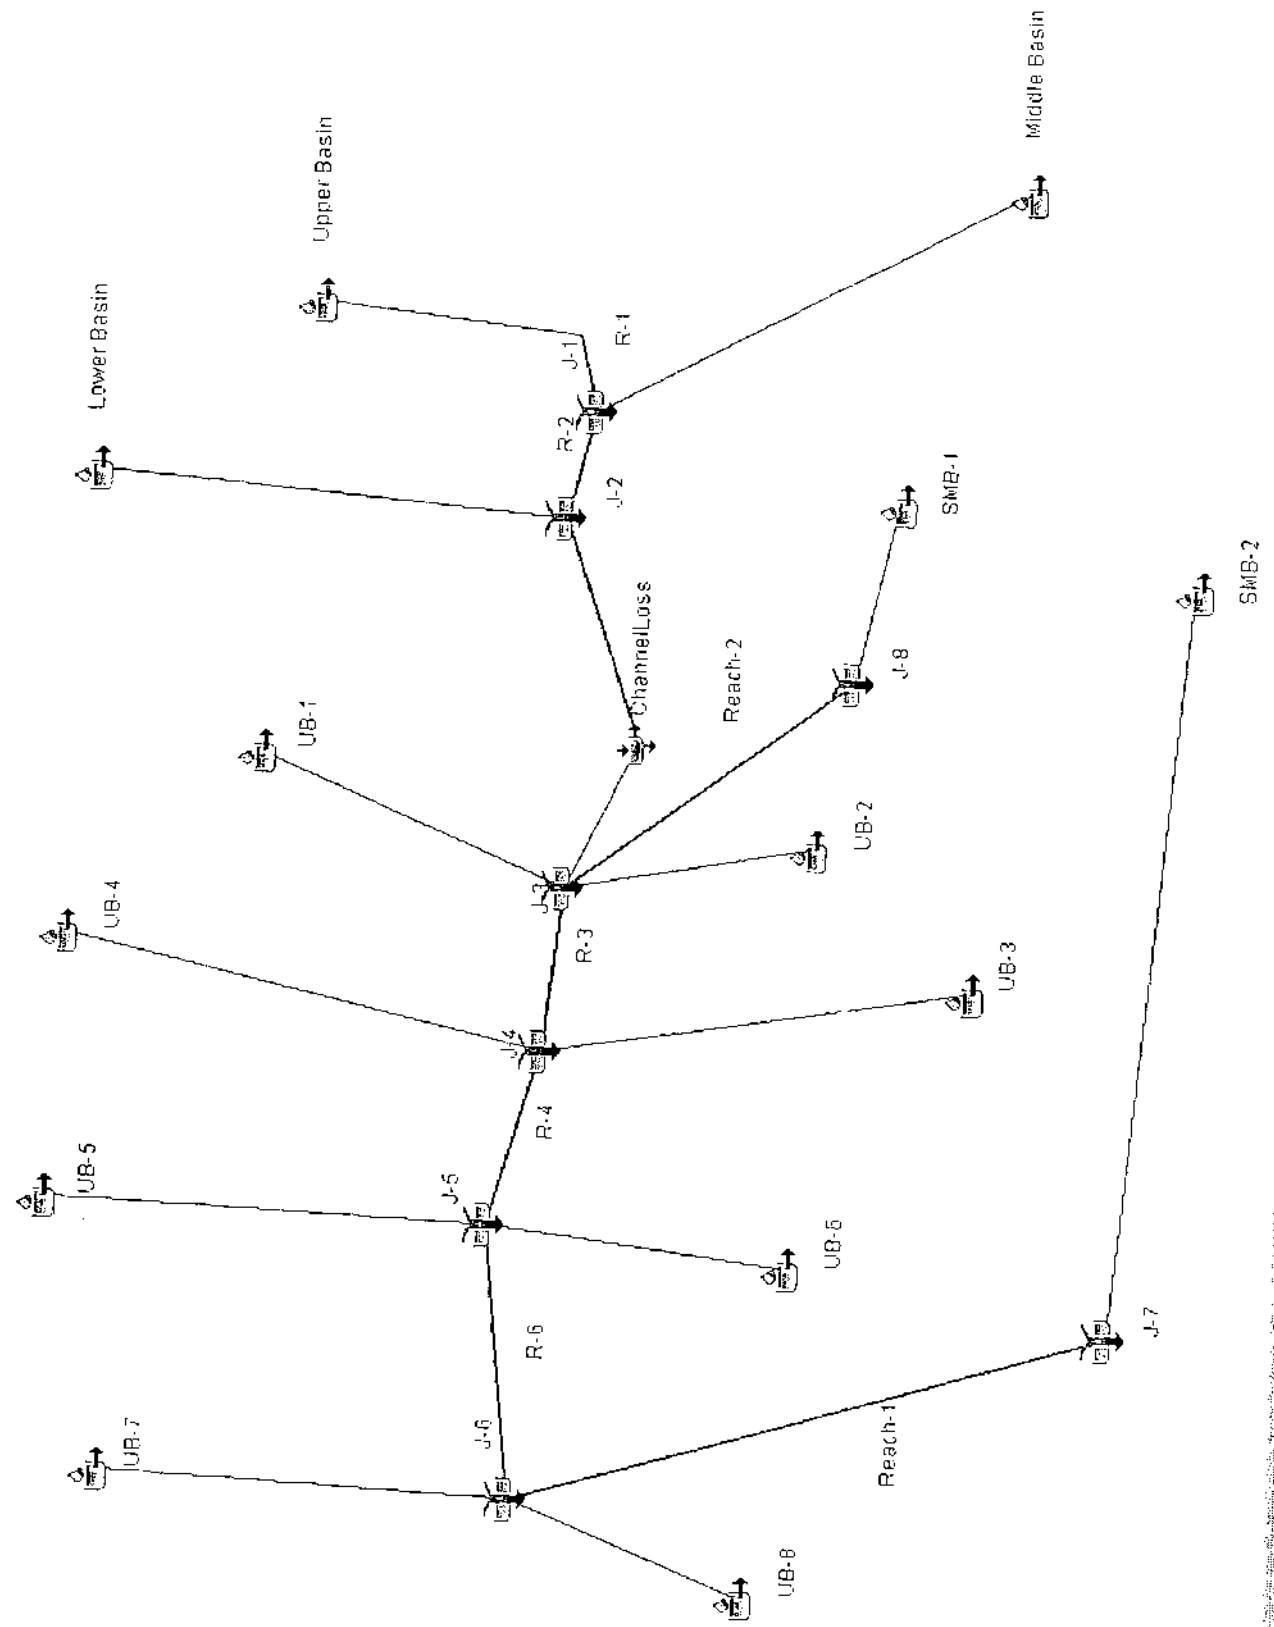 Middle Basin
Upper Basin
Lower Basin
J-1
R-1
R-2
J-2
SMB-1
SMB-2
ChannelLoss
Reach-2
J-8
UB-1
UB-2
UB-4
J-3
R-3
UB-3
J-4
R-4
UB-5
J-5
UB-6
R-6
J-7
UB-7
J-6
Reach-1
UB-8